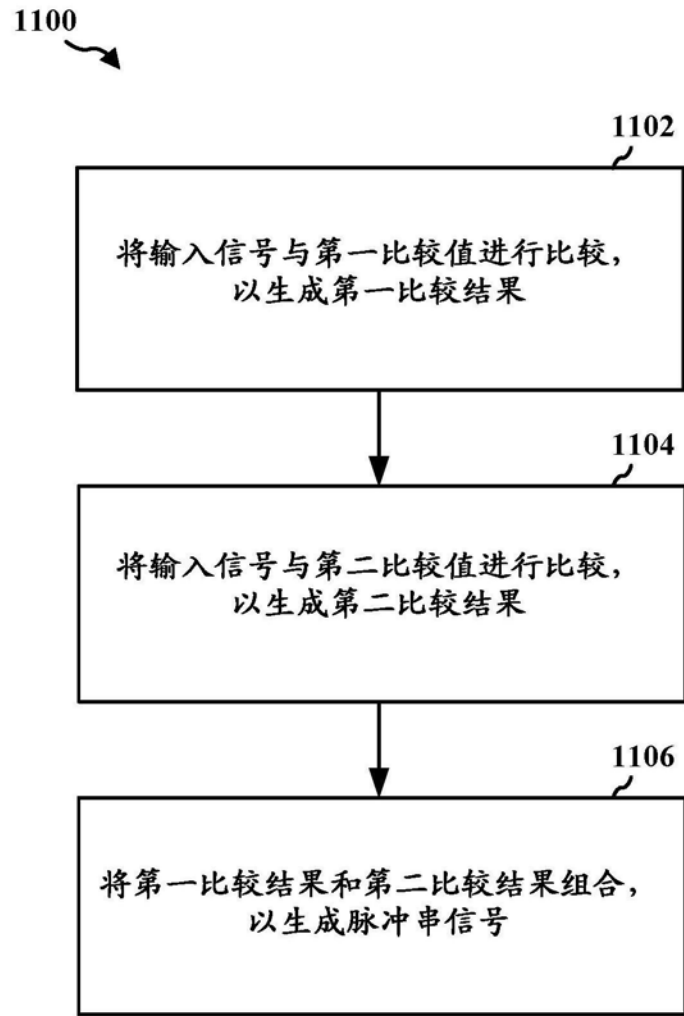 1100
1102
将输入信号与第一比较值进行比较，
以生成第一比较结果
1104
将输入信号与第二比较值进行比较，
以生成第二比较结果
1106
将第一比较结果和第二比较结果组合，
以生成脉冲串信号